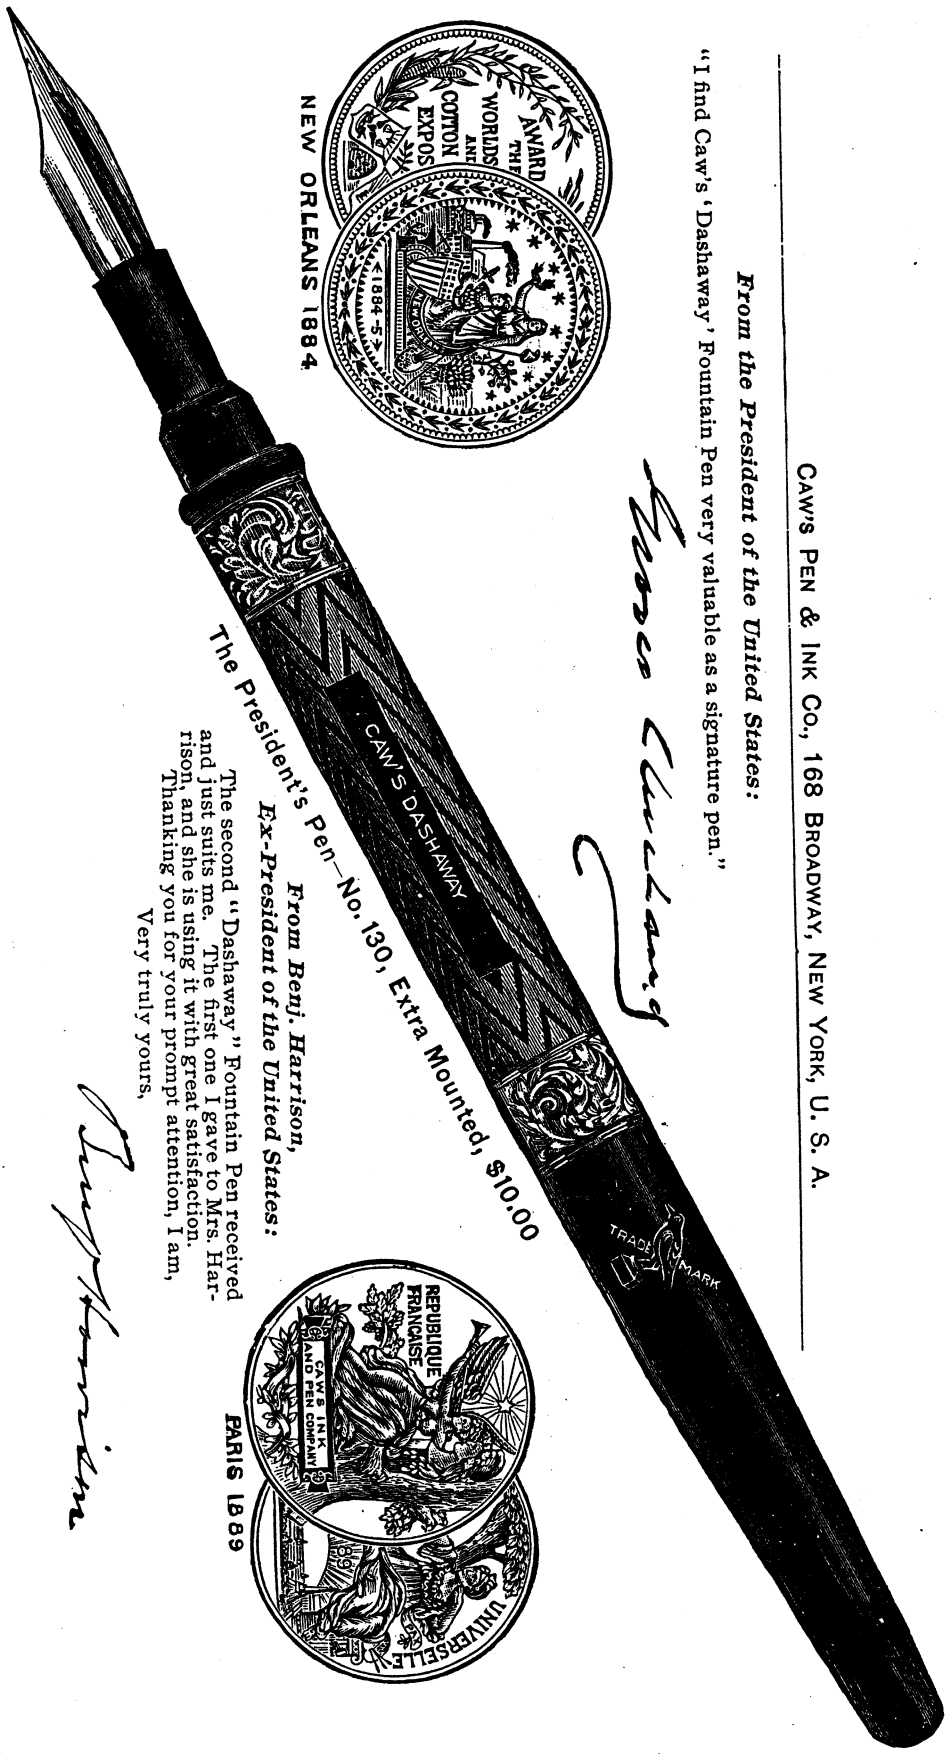 CAW'S PEN & INK CO., 168 BROADWAY, NEW YORK, U. S. A.
From the President of the United States:
"I find Caw's 'Dashaway' Fountain Pen very valuable as a signature pen."
Grover Cleveland
AWARD
THE
WORLDS
AND
COTTON
EXPOS
1884-5
NEW ORLEANS 1884
CAW'S DASHAWAY
TRADE MARK
The President's Pen—No. 130, Extra Mounted, $10.00
From Benj. Harrison,
Ex-President of the United States:
The second "Dashaway" Fountain Pen received
and just suits me. The first one I gave to Mrs. Har-
rison, and she is using it with great satisfaction.
Thanking you for your prompt attention, I am,
Very truly yours,
Benj Harrison
REPUBLIQUE
FRANCAISE
CAWS INK
AND PEN COMPANY
UNIVERSELLE
PAX
89
PARIS 1889